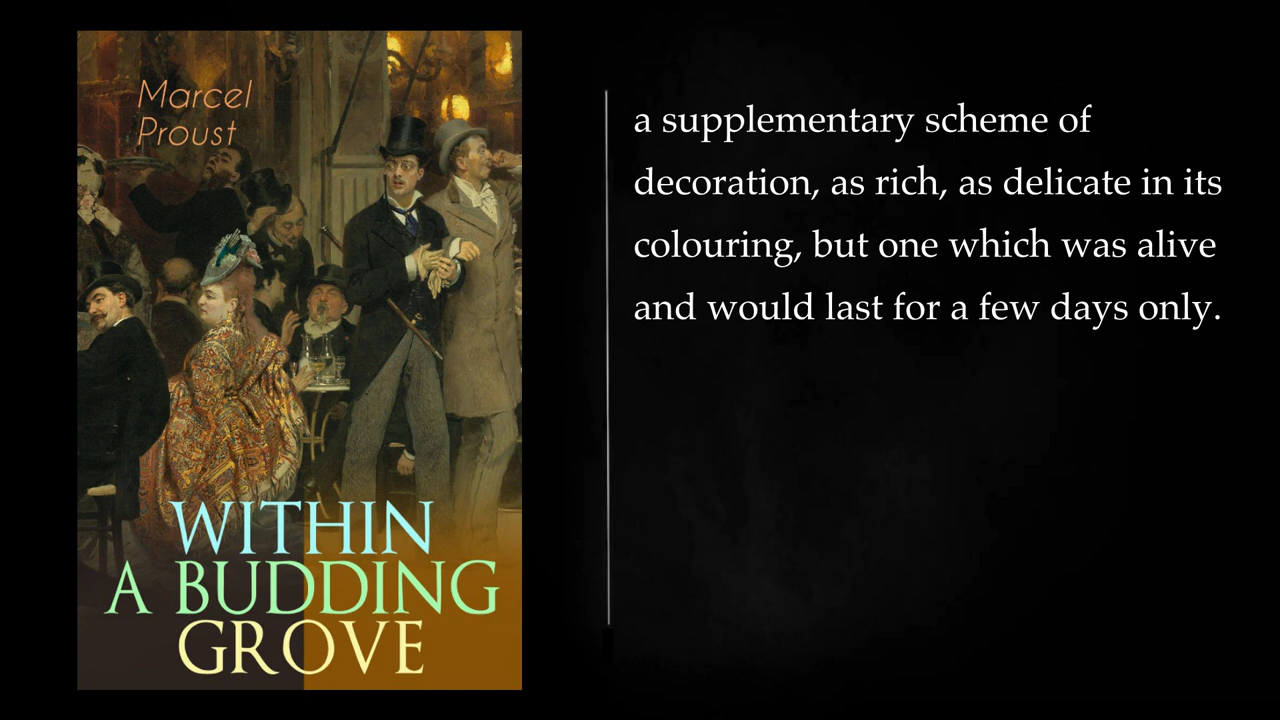 Marcel
Proust
WITHIN
A BUDDING
GROVE
a supplementary scheme of
decoration, as rich, as delicate in its
colouring, but one which was alive
and would last for a few days only.